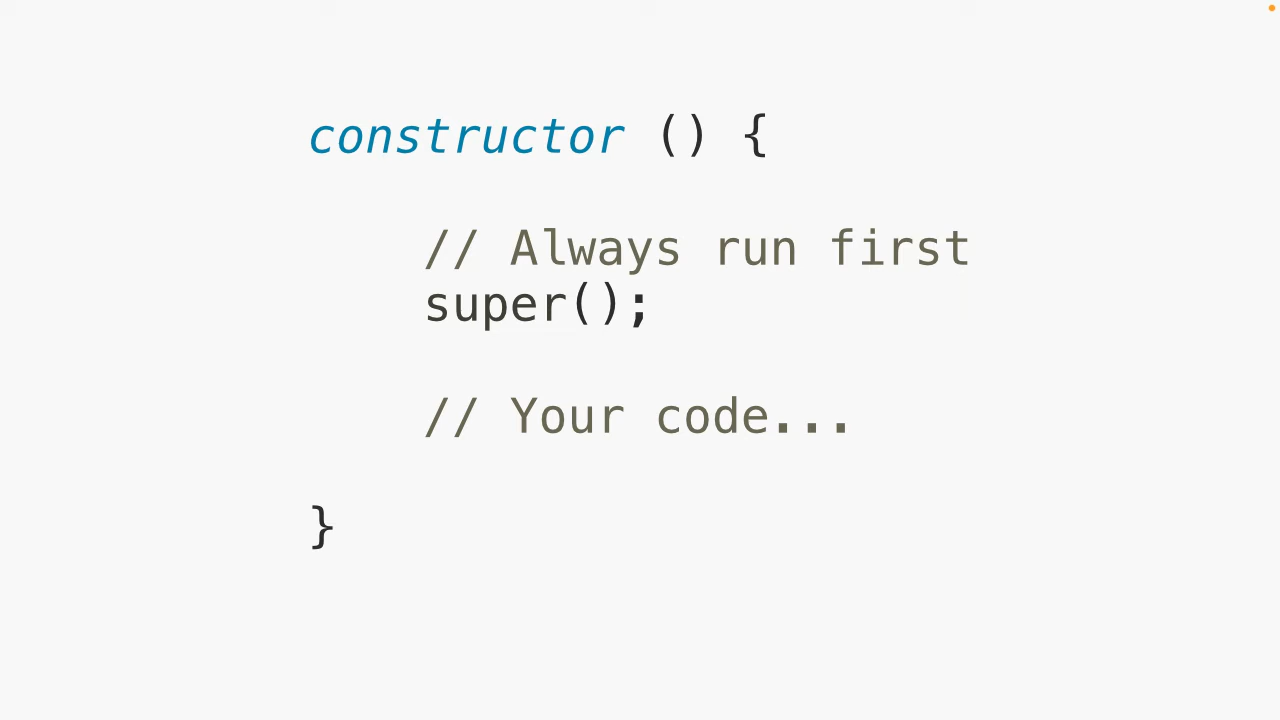 constructor () {
// Always run first
super();
// Your code...
}